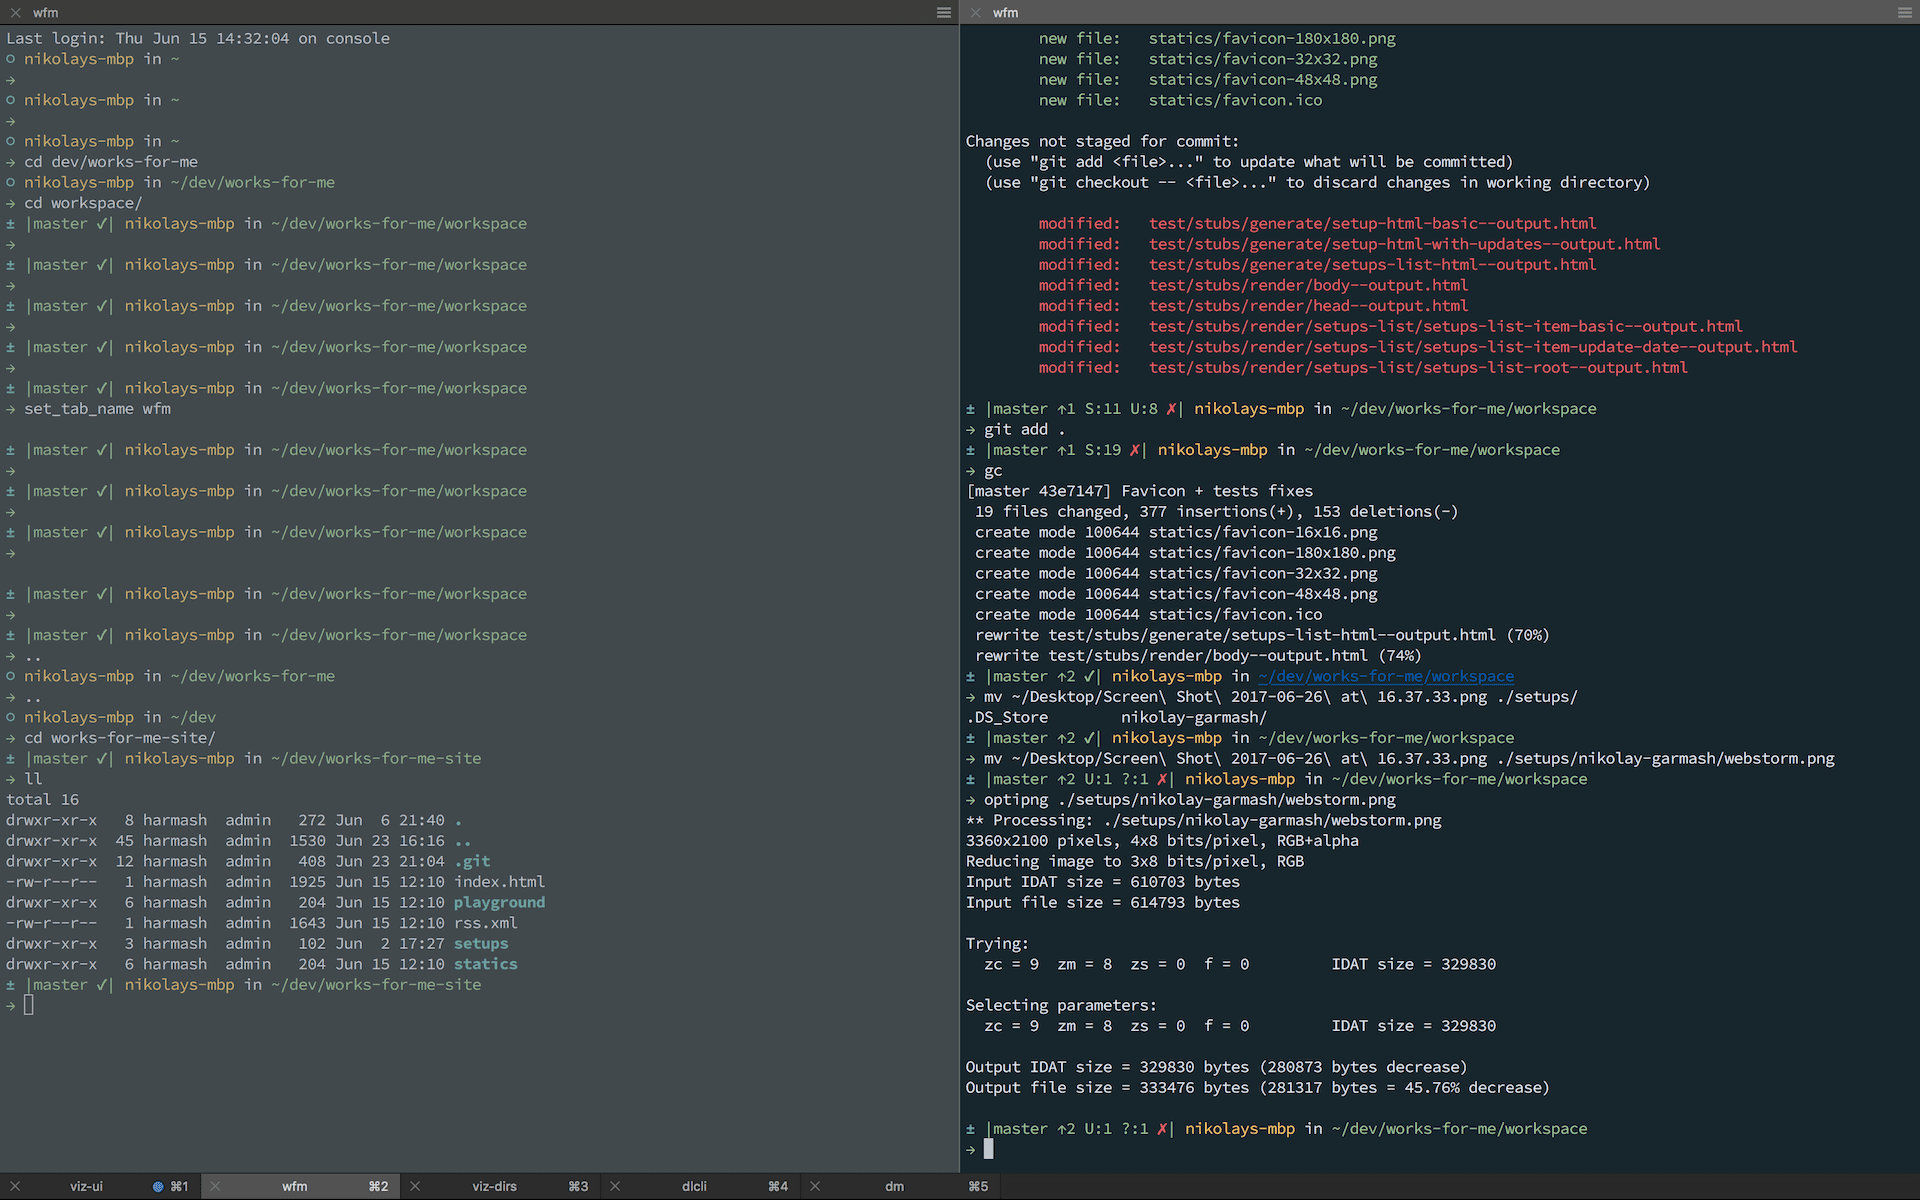 wfm
Last login: Thu Jun 15 14:32:04 on console
○ nikolays-mbp in ~
→
○ nikolays-mbp in ~
→
○ nikolays-mbp in ~
→ cd dev/works-for-me
○ nikolays-mbp in ~/dev/works-for-me
→ cd workspace/
± |master ✓| nikolays-mbp in ~/dev/works-for-me/workspace
→
± |master ✓| nikolays-mbp in ~/dev/works-for-me/workspace
→
± |master ✓| nikolays-mbp in ~/dev/works-for-me/workspace
→
± |master ✓| nikolays-mbp in ~/dev/works-for-me/workspace
→
± |master ✓| nikolays-mbp in ~/dev/works-for-me/workspace
→ set_tab_name wfm
± |master ✓| nikolays-mbp in ~/dev/works-for-me/workspace
→
± |master ✓| nikolays-mbp in ~/dev/works-for-me/workspace
→
± |master ✓| nikolays-mbp in ~/dev/works-for-me/workspace
→
± |master ✓| nikolays-mbp in ~/dev/works-for-me/workspace
→
± |master ✓| nikolays-mbp in ~/dev/works-for-me/workspace
→ ..
○ nikolays-mbp in ~/dev/works-for-me
→ ..
○ nikolays-mbp in ~/dev
→ cd works-for-me-site/
± |master ✓| nikolays-mbp in ~/dev/works-for-me-site
→ ll
total 16
drwxr-xr-x   8 harmash  admin   272 Jun  6 21:40 .
drwxr-xr-x  45 harmash  admin  1530 Jun 23 16:16 ..
drwxr-xr-x  12 harmash  admin   408 Jun 23 21:04 .git
-rw-r--r--   1 harmash  admin  1925 Jun 15 12:10 index.html
drwxr-xr-x   6 harmash  admin   204 Jun 15 12:10 playground
-rw-r--r--   1 harmash  admin  1643 Jun 15 12:10 rss.xml
drwxr-xr-x   3 harmash  admin   102 Jun  2 17:27 setups
drwxr-xr-x   6 harmash  admin   204 Jun 15 12:10 statics
± |master ✓| nikolays-mbp in ~/dev/works-for-me-site
→
wfm
new file:   statics/favicon-180x180.png
new file:   statics/favicon-32x32.png
new file:   statics/favicon-48x48.png
new file:   statics/favicon.ico
Changes not staged for commit:
(use "git add <file>..." to update what will be committed)
(use "git checkout -- <file>..." to discard changes in working directory)
modified:   test/stubs/generate/setup-html-basic--output.html
modified:   test/stubs/generate/setup-html-with-updates--output.html
modified:   test/stubs/generate/setups-list-html--output.html
modified:   test/stubs/render/body--output.html
modified:   test/stubs/render/head--output.html
modified:   test/stubs/render/setups-list/setups-list-item-basic--output.html
modified:   test/stubs/render/setups-list/setups-list-item-update-date--output.html
modified:   test/stubs/render/setups-list/setups-list-root--output.html
± |master ↑1 S:11 U:8 ✗| nikolays-mbp in ~/dev/works-for-me/workspace
→ git add .
± |master ↑1 S:19 ✗| nikolays-mbp in ~/dev/works-for-me/workspace
→ gc
[master 43e7147] Favicon + tests fixes
19 files changed, 377 insertions(+), 153 deletions(-)
create mode 100644 statics/favicon-16x16.png
create mode 100644 statics/favicon-180x180.png
create mode 100644 statics/favicon-32x32.png
create mode 100644 statics/favicon-48x48.png
create mode 100644 statics/favicon.ico
rewrite test/stubs/generate/setups-list-html--output.html (70%)
rewrite test/stubs/render/body--output.html (74%)
± |master ↑2 ✓| nikolays-mbp in ~/dev/works-for-me/workspace
→ mv ~/Desktop/Screen\ Shot\ 2017-06-26\ at\ 16.37.33.png ./setups/
.DS_Store        nikolay-garmash/
± |master ↑2 ✓| nikolays-mbp in ~/dev/works-for-me/workspace
→ mv ~/Desktop/Screen\ Shot\ 2017-06-26\ at\ 16.37.33.png ./setups/nikolay-garmash/webstorm.png
± |master ↑2 U:1 ?:1 ✗| nikolays-mbp in ~/dev/works-for-me/workspace
→ optipng ./setups/nikolay-garmash/webstorm.png
** Processing: ./setups/nikolay-garmash/webstorm.png
3360x2100 pixels, 4x8 bits/pixel, RGB+alpha
Reducing image to 3x8 bits/pixel, RGB
Input IDAT size = 610703 bytes
Input file size = 614793 bytes
Trying:
zc = 9  zm = 8  zs = 0  f = 0         IDAT size = 329830
Selecting parameters:
zc = 9  zm = 8  zs = 0  f = 0         IDAT size = 329830
Output IDAT size = 329830 bytes (280873 bytes decrease)
Output file size = 333476 bytes (281317 bytes = 45.76% decrease)
± |master ↑2 U:1 ?:1 ✗| nikolays-mbp in ~/dev/works-for-me/workspace
→
viz-ui ⌘1 wfm ⌘2 viz-dirs ⌘3 dlcli ⌘4 dm ⌘5